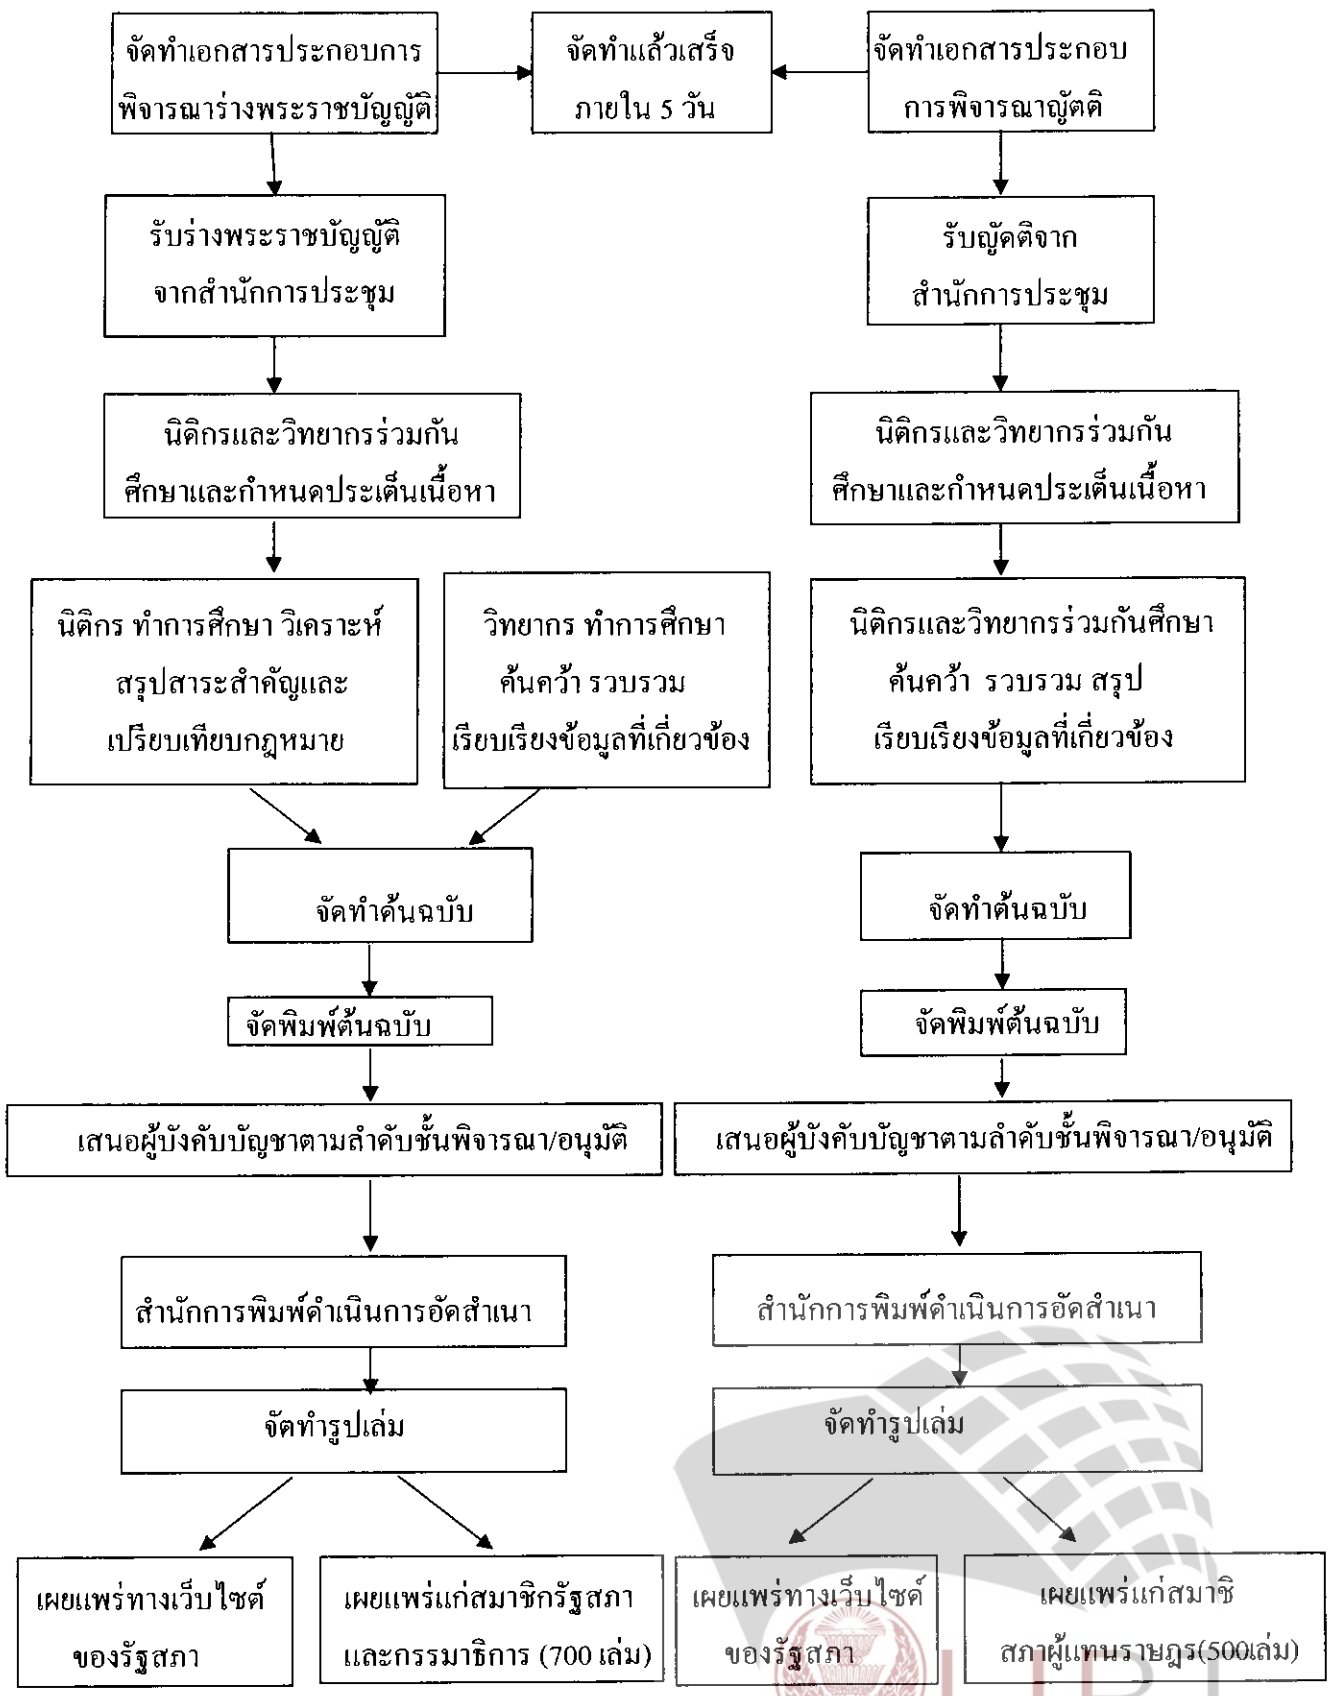 จัดทำเอกสารประกอบการ
พิจารณาร่างพระราชบัญญัติ
จัดทำแล้วเสร็จ
ภายใน 5 วัน
จัดทำเอกสารประกอบ
การพิจารณาญัตติ
รับร่างพระราชบัญญัติ
จากสำนักการประชุม
รับญัตติจาก
สำนักการประชุม
นิติกรและวิทยากรร่วมกัน
ศึกษาและกำหนดประเด็นเนื้อหา
นิติกรและวิทยากรร่วมกัน
ศึกษาและกำหนดประเด็นเนื้อหา
นิติกร ทำการศึกษา วิเคราะห์
สรุปสาระสำคัญและ
เปรียบเทียบกฎหมาย
วิทยากร ทำการศึกษา
ค้นคว้า รวบรวม
เรียบเรียงข้อมูลที่เกี่ยวข้อง
นิติกรและวิทยากรร่วมกันศึกษา
ค้นคว้า รวบรวม สรุป
เรียบเรียงข้อมูลที่เกี่ยวข้อง
จัดทำต้นฉบับ
จัดทำต้นฉบับ
จัดพิมพ์ต้นฉบับ
จัดพิมพ์ต้นฉบับ
เสนอผู้บังคับบัญชาตามลำดับชั้นพิจารณา/อนุมัติ
เสนอผู้บังคับบัญชาตามลำดับชั้นพิจารณา/อนุมัติ
สำนักการพิมพ์ดำเนินการอัดสำเนา
สำนักการพิมพ์ดำเนินการอัดสำเนา
จัดทำรูปเล่ม
จัดทำรูปเล่ม
เผยแพร่ทางเว็บไซต์
ของรัฐสภา
เผยแพร่แก่สมาชิกรัฐสภา
และกรรมาธิการ (700 เล่ม)
เผยแพร่ทางเว็บไซต์
ของรัฐสภา
เผยแพร่แก่สมาชิ
สภาผู้แทนราษฎร(500เล่ม)